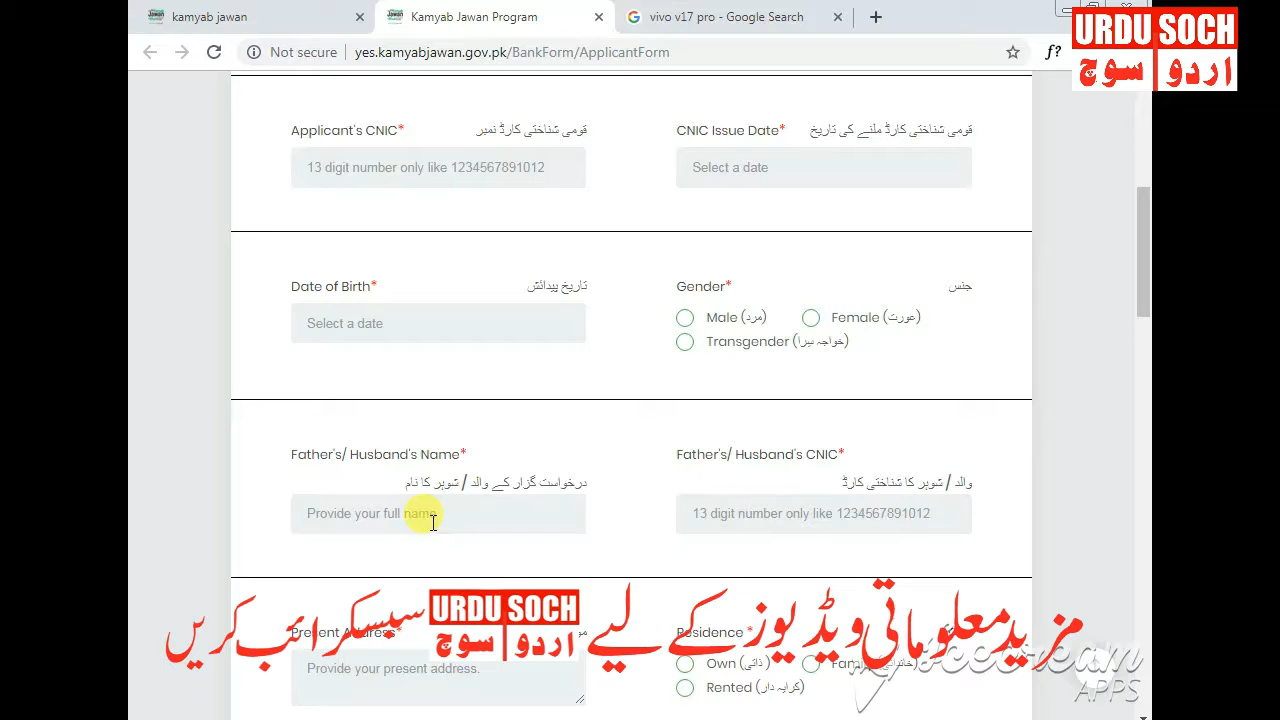 kamyab jawan
Kamyab Jawan Program
vivo v17 pro - Google Search
Not secure
yes.kamyabjawan.gov.pk/BankForm/ApplicantForm
f?
URDU SOCH
اردو سوچ
Applicant's CNIC*
قومی شناختی کارڈ نمبر
CNIC Issue Date*
قومی شناختی کارڈ ملنے کی تاریخ
13 digit number only like 1234567891012
Select a date
Date of Birth*
تاریخ پیدائش
Gender*
جنس
Select a date
Male (مرد)
Female (عورت)
Transgender (خواجہ سرا)
Father's/ Husband's Name*
Father's/ Husband's CNIC*
درخواست گزار کے والد / شوہر کا نام
والد / شوہر کا شناختی کارڈ
Provide your full name
13 digit number only like 1234567891012
مزید معلوماتی ویڈیوز کے لیے URDU SOCH اردو سوچ سبسکرائب کریں
Present Address*
Residence *
Provide your present address.
Own (ذاتی)
Rented (کرایہ دار)
APPS